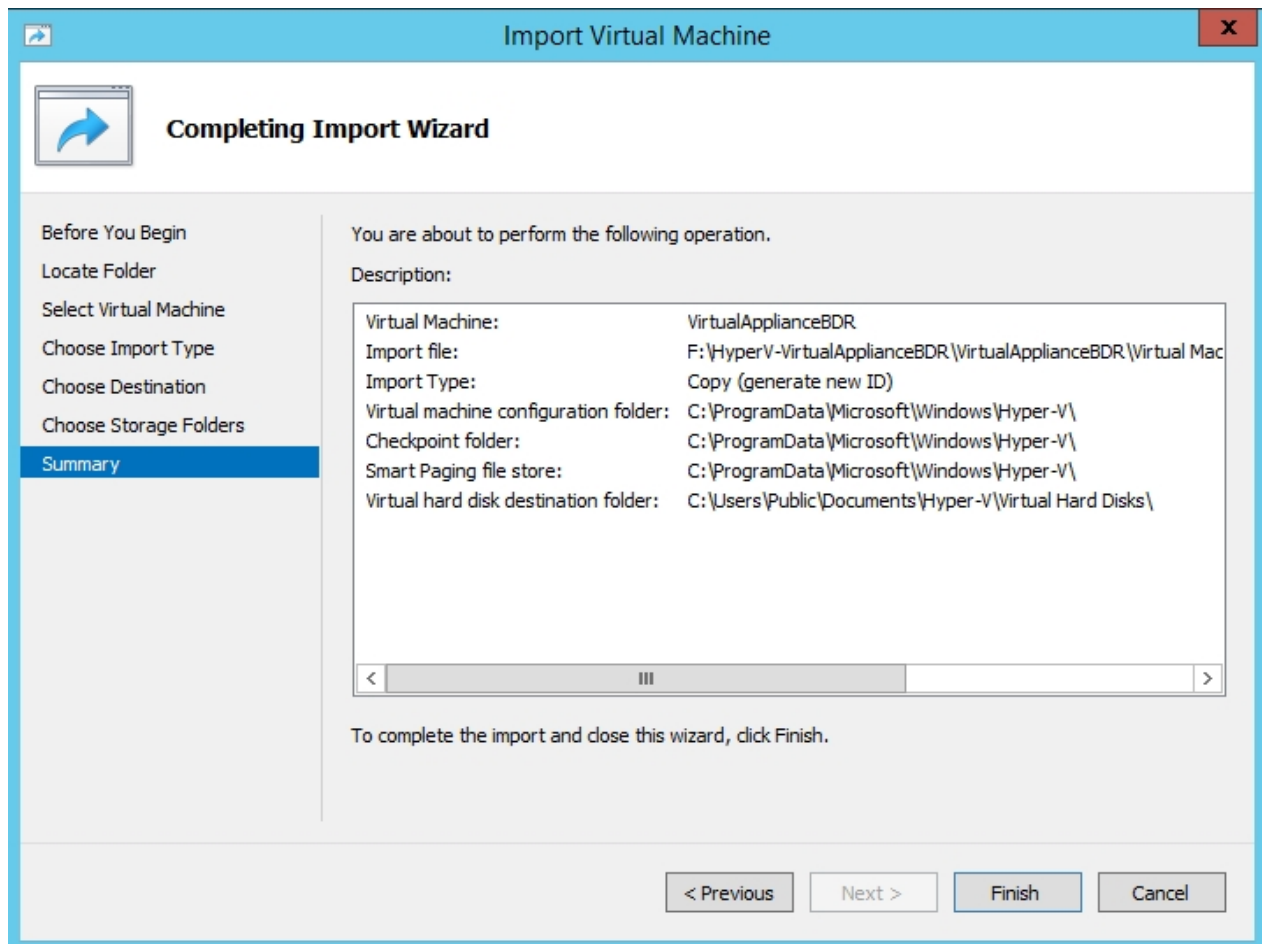 Import Virtual Machine
x
Completing Import Wizard
Before You Begin
Locate Folder
Select Virtual Machine
Choose Import Type
Choose Destination
Choose Storage Folders
Summary
You are about to perform the following operation.
Description:
Virtual Machine: VirtualApplianceBDR
Import file: F:\HyperV-VirtualApplianceBDR\VirtualApplianceBDR\Virtual Mac
Import Type: Copy (generate new ID)
Virtual machine configuration folder: C:\ProgramData\Microsoft\Windows\Hyper-V\
Checkpoint folder: C:\ProgramData\Microsoft\Windows\Hyper-V\
Smart Paging file store: C:\ProgramData\Microsoft\Windows\Hyper-V\
Virtual hard disk destination folder: C:\Users\Public\Documents\Hyper-V\Virtual Hard Disks\
To complete the import and close this wizard, click Finish.
< Previous Next > Finish Cancel